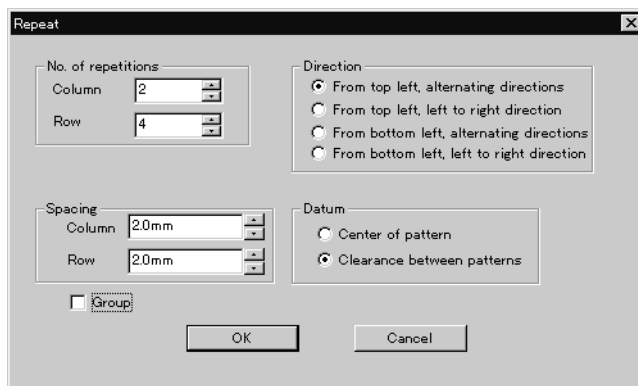 Repeat
No. of repetitions
Column 2
Row 4
Direction
From top left, alternating directions
From top left, left to right direction
From bottom left, alternating directions
From bottom left, left to right direction
Spacing
Column 2.0mm
Row 2.0mm
Datum
Center of pattern
Clearance between patterns
Group
OK
Cancel